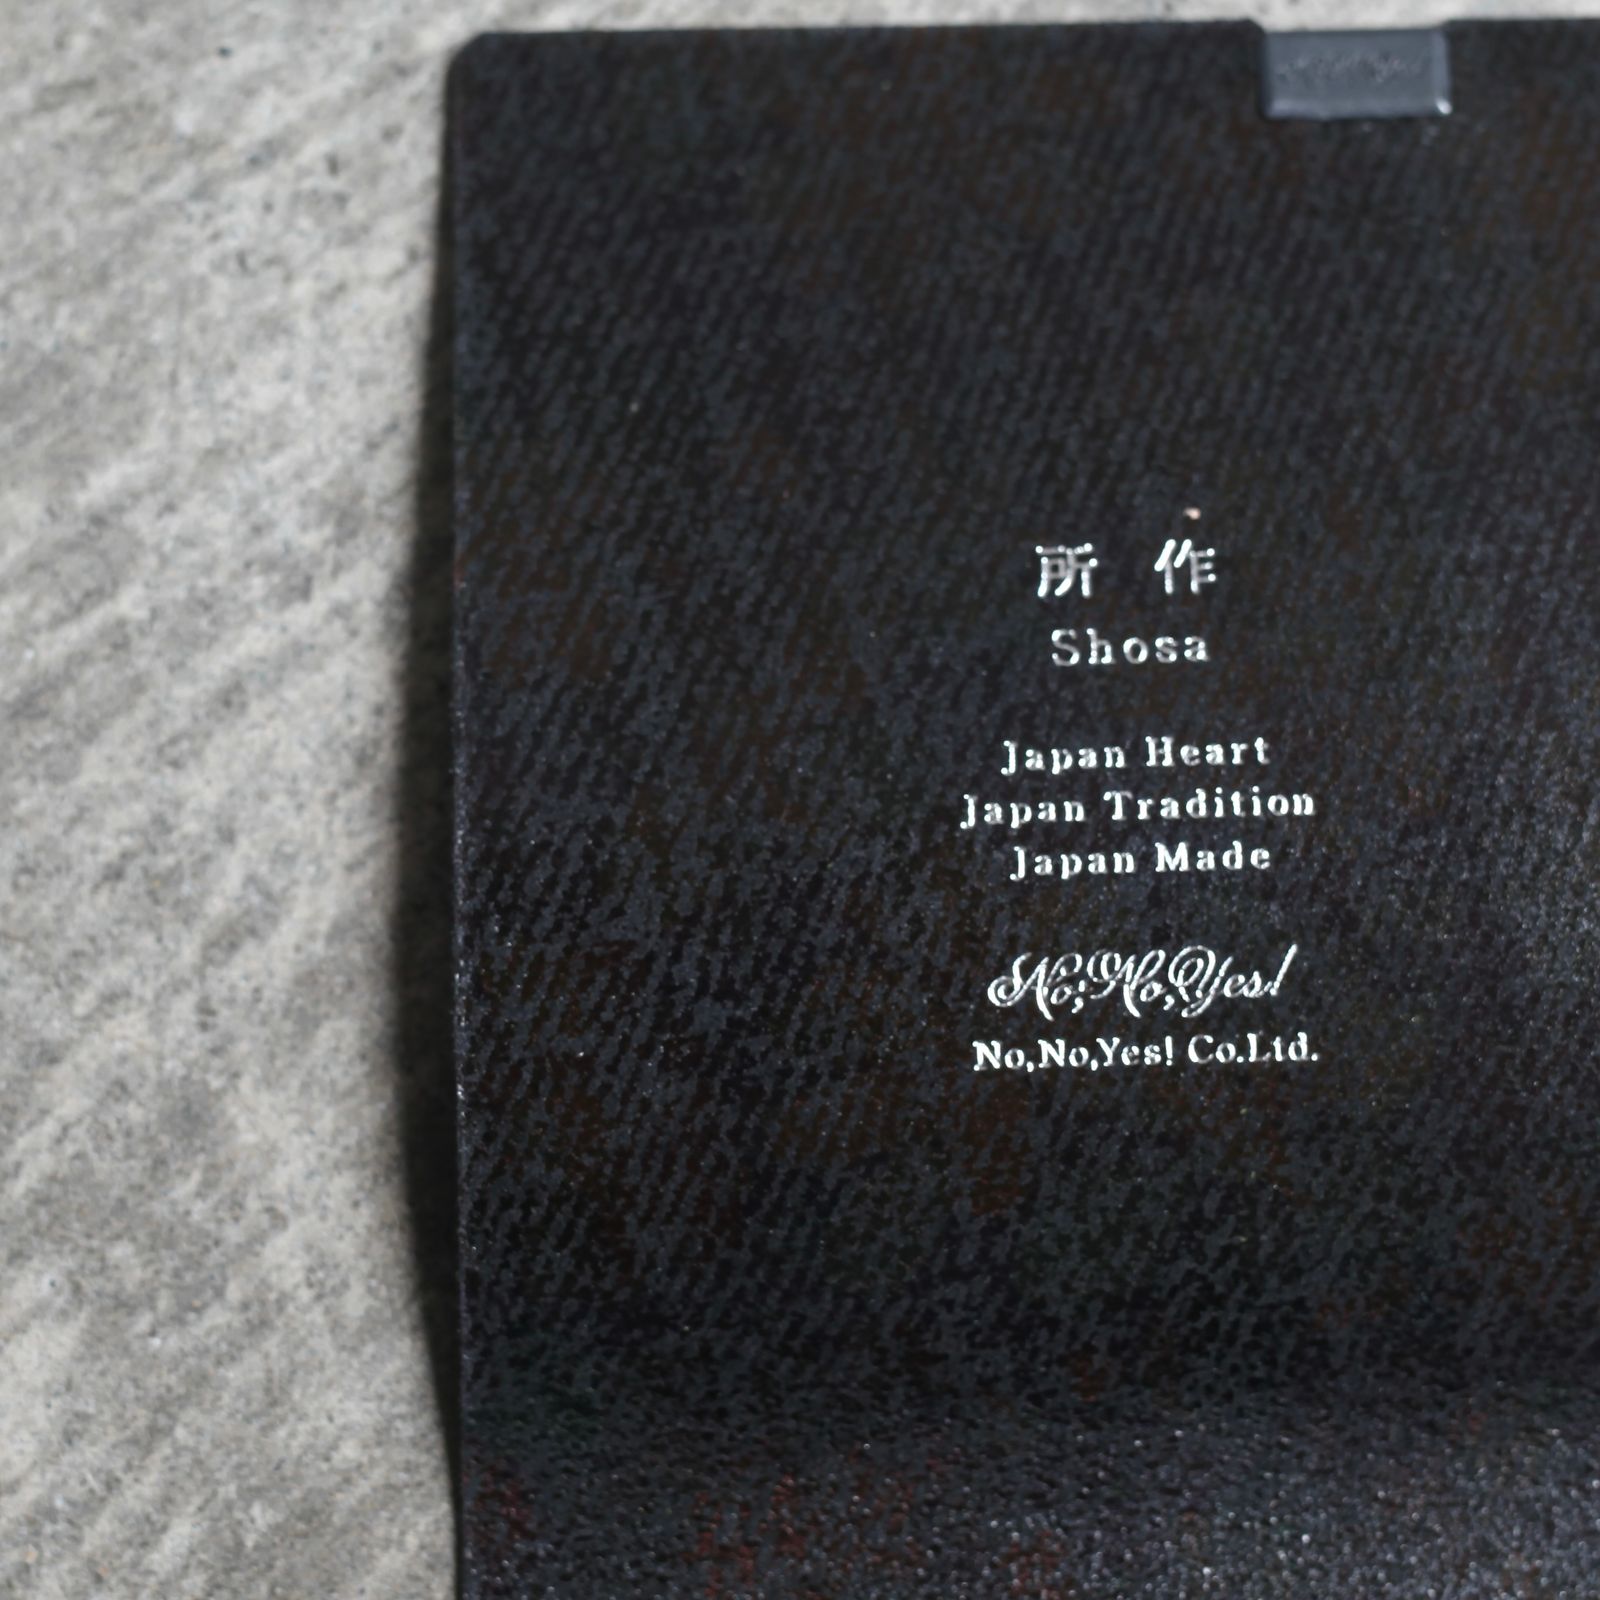 所作
Shosa
Japan Heart
Japan Tradition
Japan Made
No,No,Yes!
No,No,Yes! Co.Ltd.